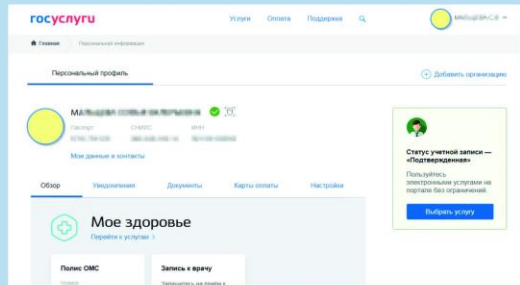 госуслуги
Услуги Оплата Поддержка
Главная Персональная информация
Персональный профиль
Добавить организацию
Паспорт СНИЛС ИНН
Мои данные и контакты
Статус учетной записи —
«Подтвержденная»
Пользуйтесь
электронными услугами на
портале без ограничений.
Выбрать услугу
Обзор Уведомления Документы Карты оплаты Настройки
Мое здоровье
Перейти к услугам
Полис ОМС
Запись к врачу